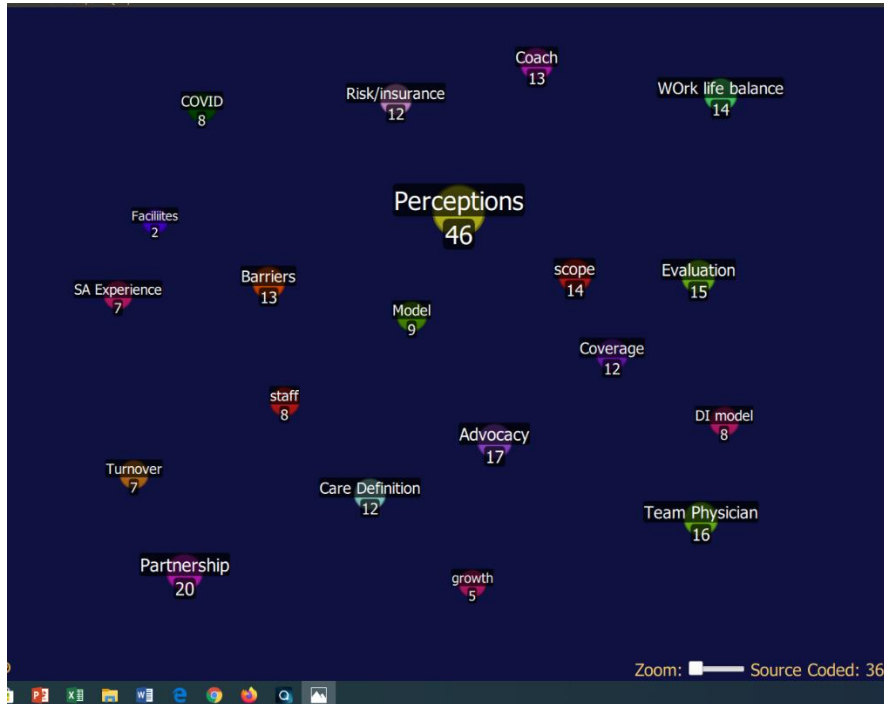 Coach
13
WOrk life balance
14
Risk/insurance
12
COVID
8
Perceptions
46
Faciliites
2
scope
14
Evaluation
15
Barriers
13
SA Experience
7
Model
9
Coverage
12
staff
8
DI model
8
Advocacy
17
Turnover
7
Care Definition
12
Team Physician
16
Partnership
20
growth
5
Zoom: Source Coded: 36